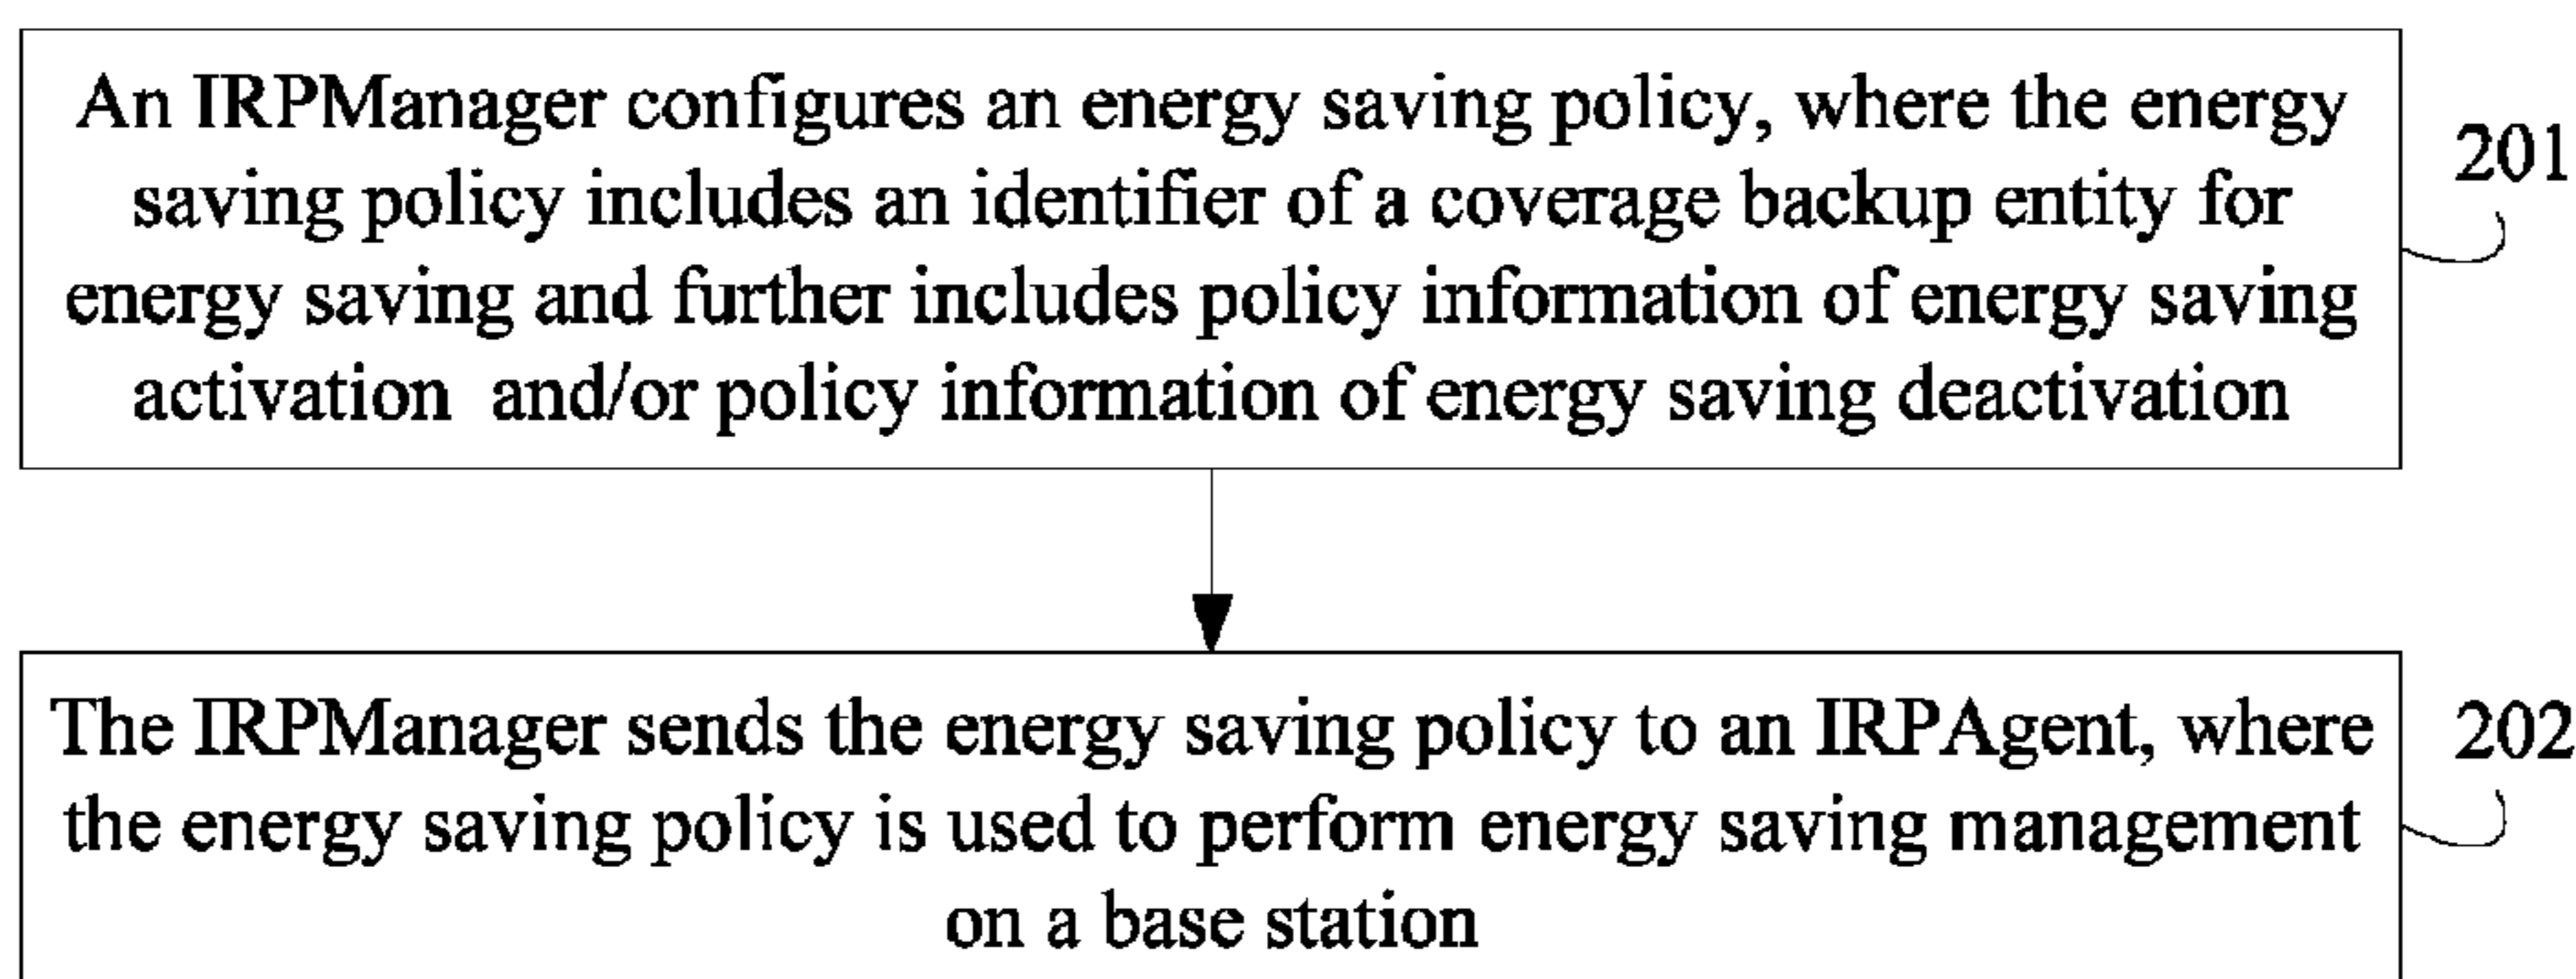 An IRPManager configures an energy saving policy, where the energy
saving policy includes an identifier of a coverage backup entity for
energy saving and further includes policy information of energy saving
activation and/or policy information of energy saving deactivation
201
The IRPManager sends the energy saving policy to an IRPAgent, where
the energy saving policy is used to perform energy saving management
on a base station
202